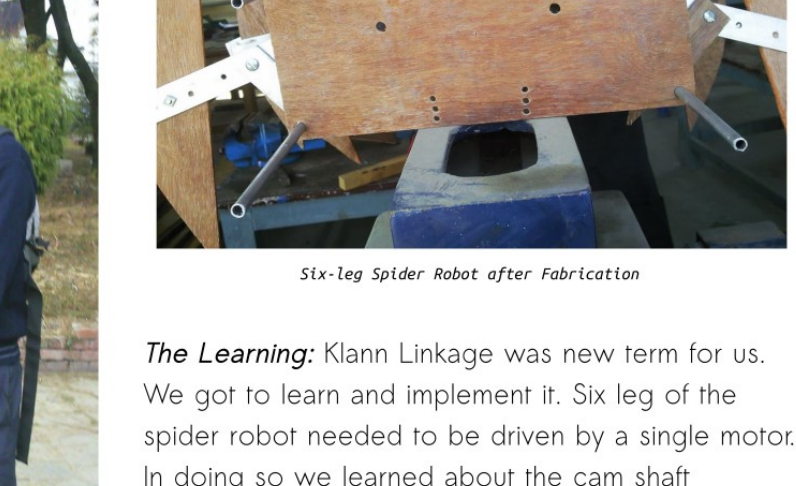 Six-leg Spider Robot after Fabrication
The Learning: Klann Linkage was new term for us.
We got to learn and implement it. Six leg of the
spider robot needed to be driven by a single motor.
In doing so we learned about the cam shaft